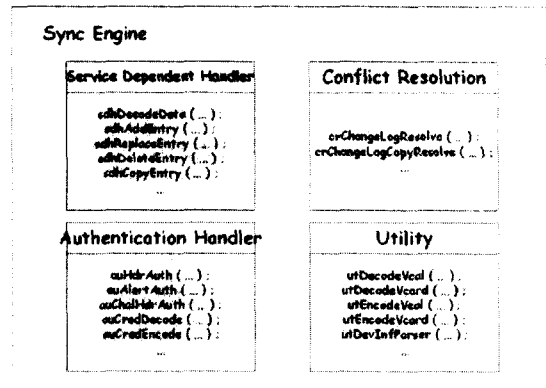 Sync Engine
Service Dependent Handler
sdhDecodeData (...) ;
sdhAddEntry (...) ;
sdhReplaceEntry (...) ;
sdhDeleteEntry (...) ;
sdhCopyEntry (...) ;
...
Conflict Resolution
crChangeLogResolve (...) ;
crChangeLogCopyResolve (...) ;
...
Authentication Handler
auHdrAuth (...) ;
auAlertAuth (...) ;
auChalHdrAuth (...) ;
auCredDecode (...) ;
auCredEncode (...) ;
...
Utility
utDecodeVcal (...) ;
utDecodeVcard (...) ;
utEncodeVcal (...) ;
utEncodeVcard (...) ;
utDevInfParser (...) ;
...